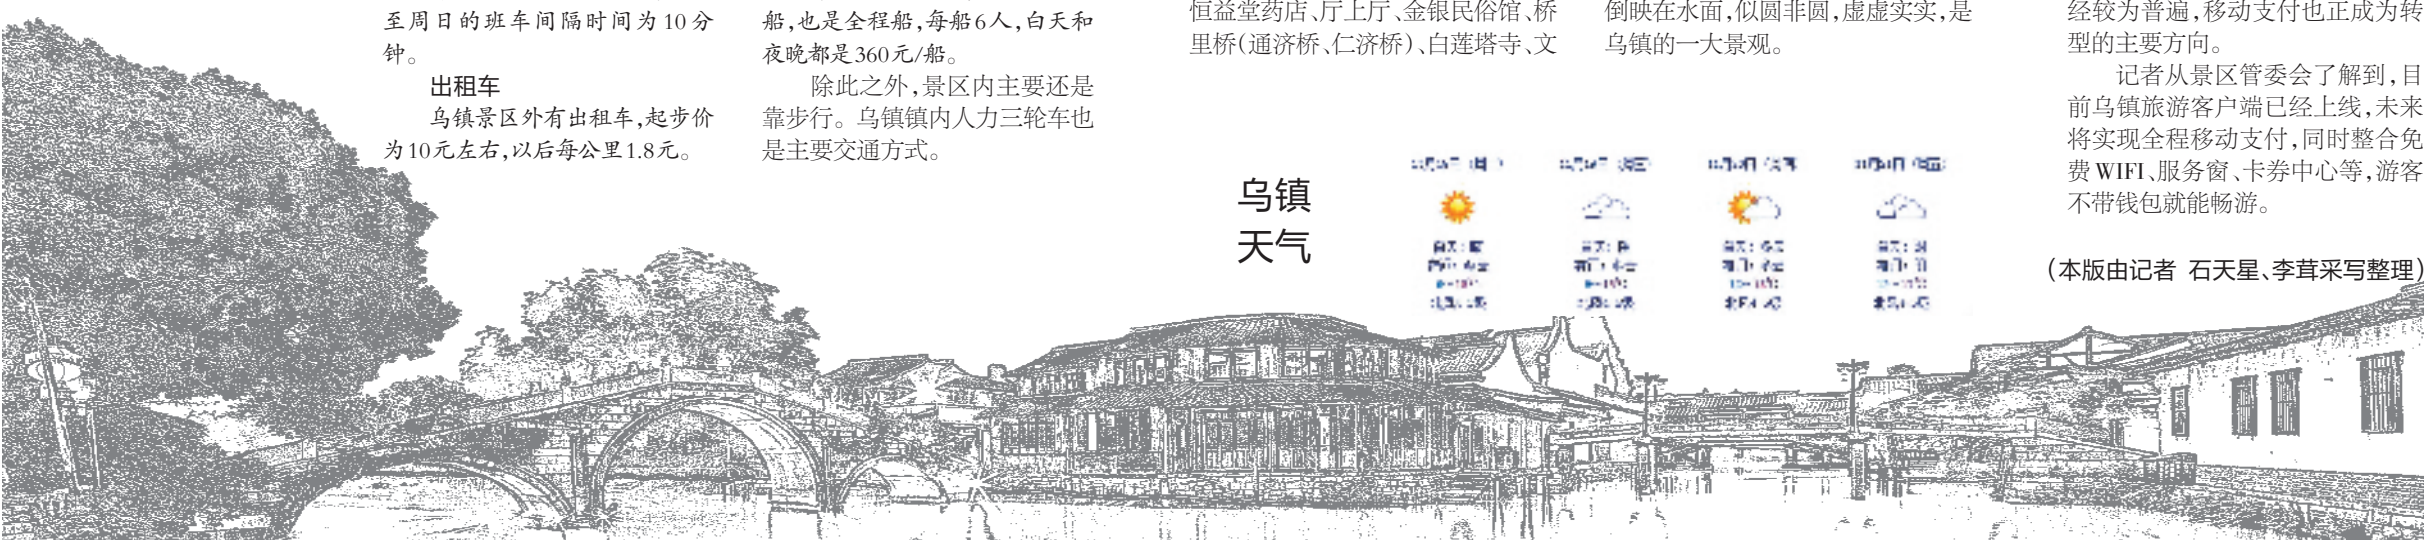 至周日的班车间隔时间为10分
钟。
出租车
乌镇景区外有出租车,起步价
为10元左右,以后每公里1.8元。
船,也是全程船,每船6人,白天和
夜晚都是360元/船。
除此之外,景区内主要还是
靠步行。乌镇镇内人力三轮车也
是主要交通方式。
恒益堂药店、厅上厅、金银民俗馆、桥
里桥(通济桥、仁济桥)、白莲塔寺、文
倒映在水面,似圆非圆,虚虚实实,是
乌镇的一大景观。
乌镇
天气
经较为普遍,移动支付也正成为转
型的主要方向。
记者从景区管委会了解到,目
前乌镇旅游客户端已经上线,未来
将实现全程移动支付,同时整合免
费WIFI、服务窗、卡券中心等,游客
不带钱包就能畅游。
(本版由记者 石天星、李茸采写整理)